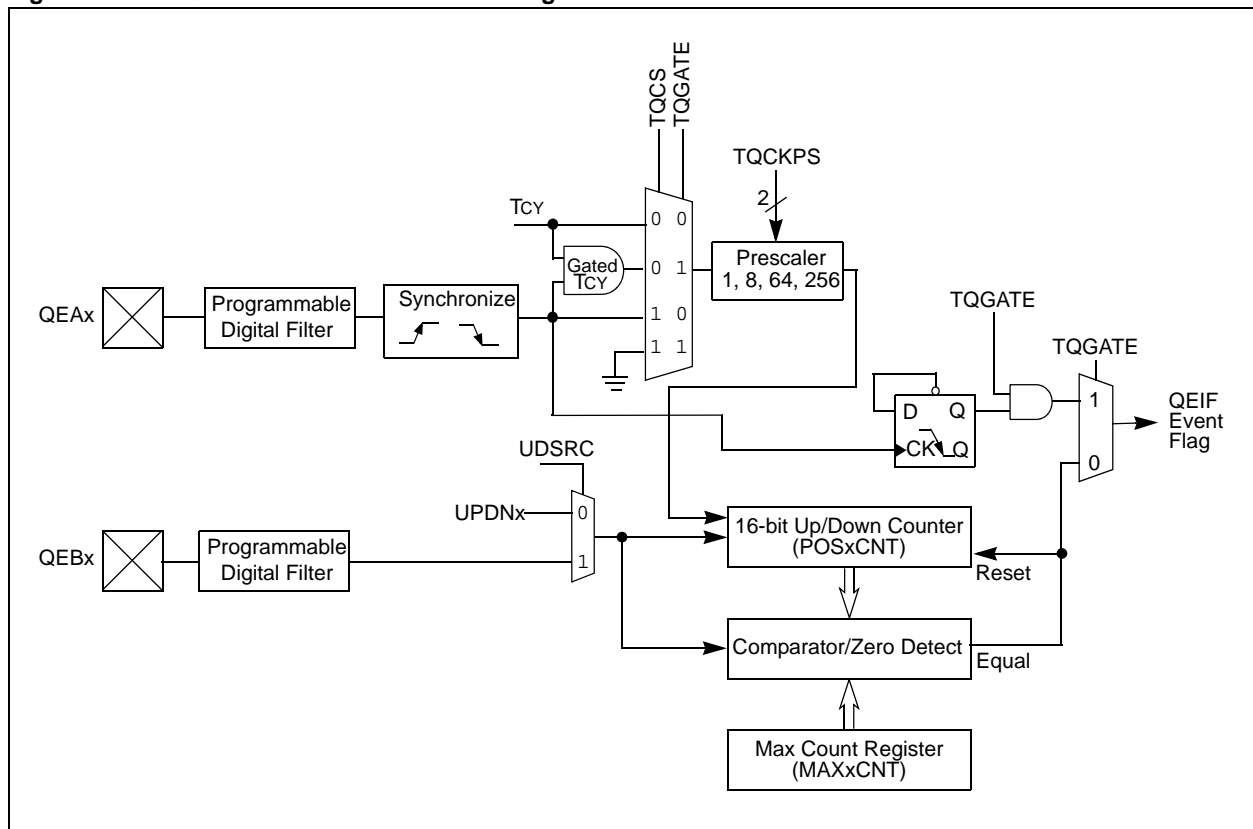 TQCS
TQGATE
TQCKPS
2
TCY
0 0
Gated
TCY
0 1
1 0
1 1
Prescaler
1, 8, 64, 256
QEAx
Programmable
Digital Filter
Synchronize
TQGATE
TQGATE
D Q
CK Q
1
0
QEIF
Event
Flag
UDSRC
UPDNx
0
1
QEBx
Programmable
Digital Filter
16-bit Up/Down Counter
(POSxCNT)
Reset
Comparator/Zero Detect
Equal
Max Count Register
(MAXxCNT)